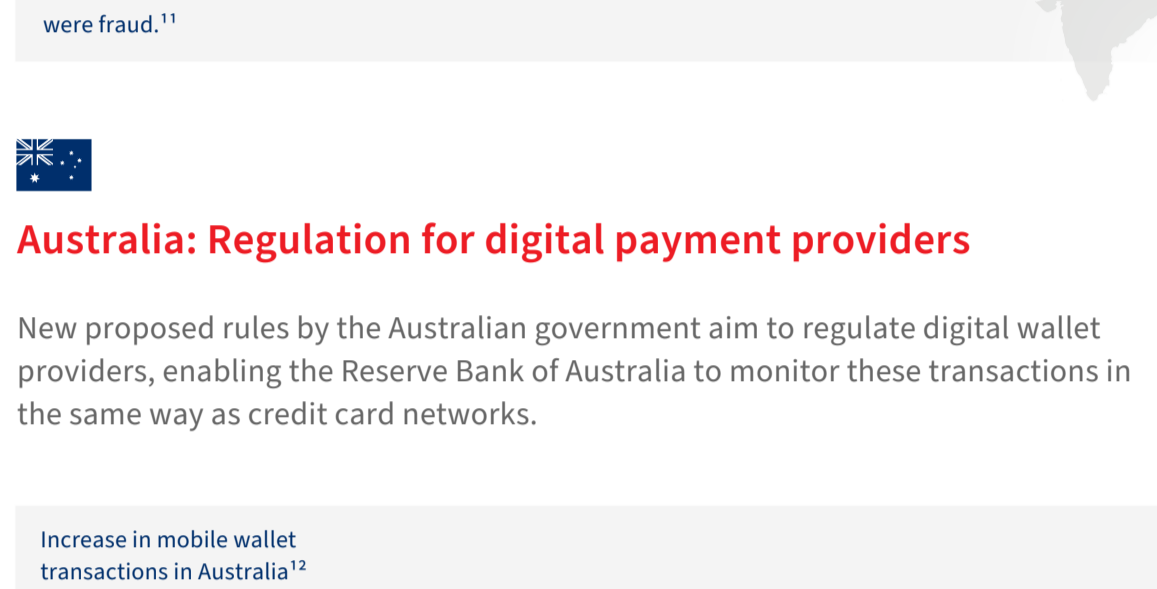 were fraud.¹¹
Australia: Regulation for digital payment providers
New proposed rules by the Australian government aim to regulate digital wallet
providers, enabling the Reserve Bank of Australia to monitor these transactions in
the same way as credit card networks.
Increase in mobile wallet
transactions in Australia¹²